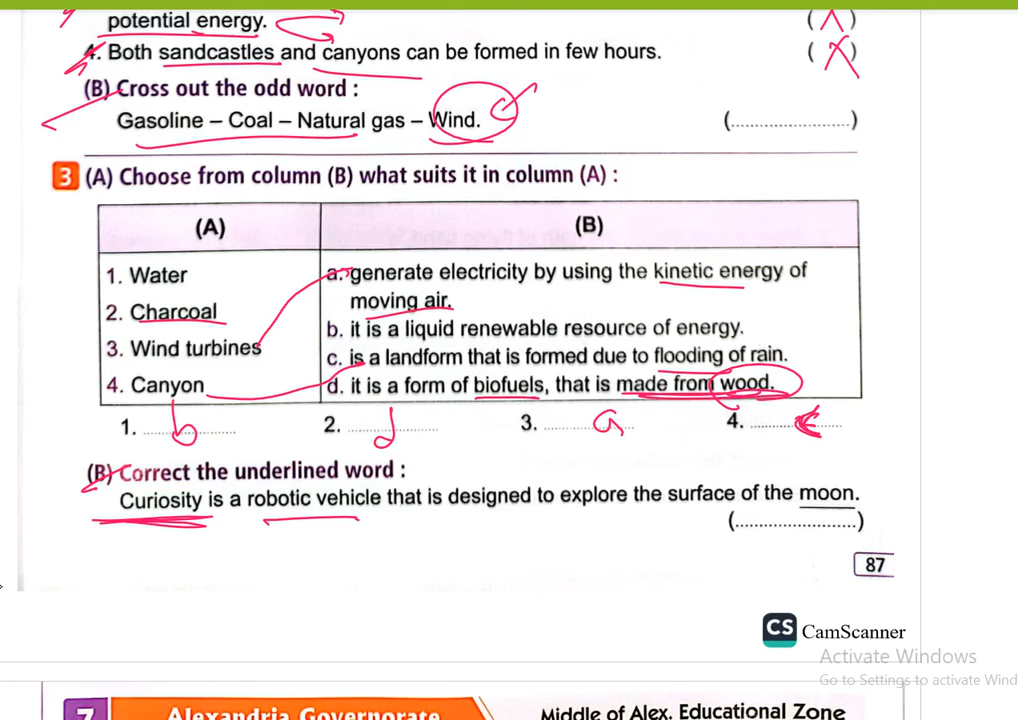 potential energy. (X)
4. Both sandcastles and canyons can be formed in few hours. (X)
(B) Cross out the odd word :
Gasoline – Coal – Natural gas – Wind. (........................)
3 (A) Choose from column (B) what suits it in column (A) :
(A) (B)
1. Water
2. Charcoal
3. Wind turbines
4. Canyon
a. generate electricity by using the kinetic energy of
moving air.
b. it is a liquid renewable resource of energy.
c. is a landform that is formed due to flooding of rain.
d. it is a form of biofuels, that is made from wood.
1. b 2. d 3. a 4. c
(B) Correct the underlined word :
Curiosity is a robotic vehicle that is designed to explore the surface of the moon.
(........................)
87
CS CamScanner
Activate Windows
Go to Settings to activate Wind
7 Alexandria Governorate Middle of Alex. Educational Zone